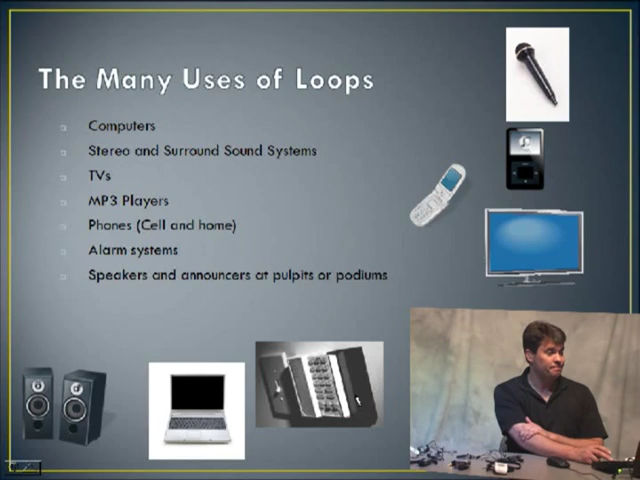 The Many Uses of Loops
Computers
Stereo and Surround Sound Systems
TVs
MP3 Players
Phones (Cell and home)
Alarm systems
Speakers and announcers at pulpits or podiums